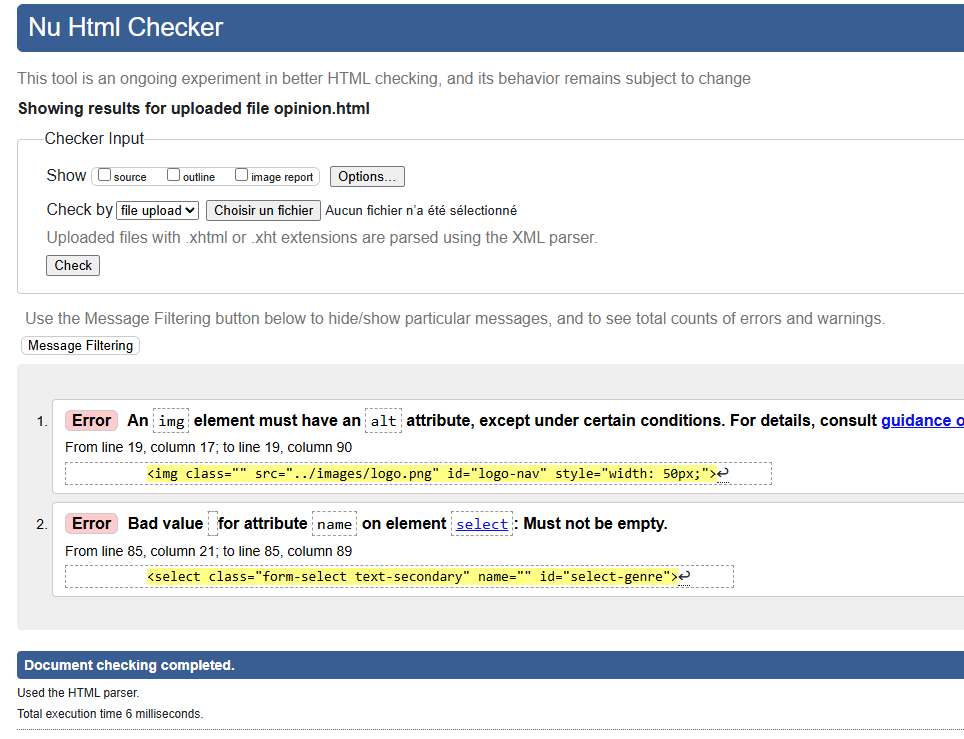 Nu Html Checker
This tool is an ongoing experiment in better HTML checking, and its behavior remains subject to change
Showing results for uploaded file opinion.html
Checker Input
Show source outline image report Options...
Check by file upload Choisir un fichier Aucun fichier n'a été sélectionné
Uploaded files with .xhtml or .xht extensions are parsed using the XML parser.
Check
Use the Message Filtering button below to hide/show particular messages, and to see total counts of errors and warnings.
Message Filtering
1. Error An img element must have an alt attribute, except under certain conditions. For details, consult guidance o
From line 19, column 17; to line 19, column 90
<img class="" src="../images/logo.png" id="logo-nav" style="width: 50px;">↩
2. Error Bad value for attribute name on element select: Must not be empty.
From line 85, column 21; to line 85, column 89
<select class="form-select text-secondary" name="" id="select-genre">↩
Document checking completed.
Used the HTML parser.
Total execution time 6 milliseconds.